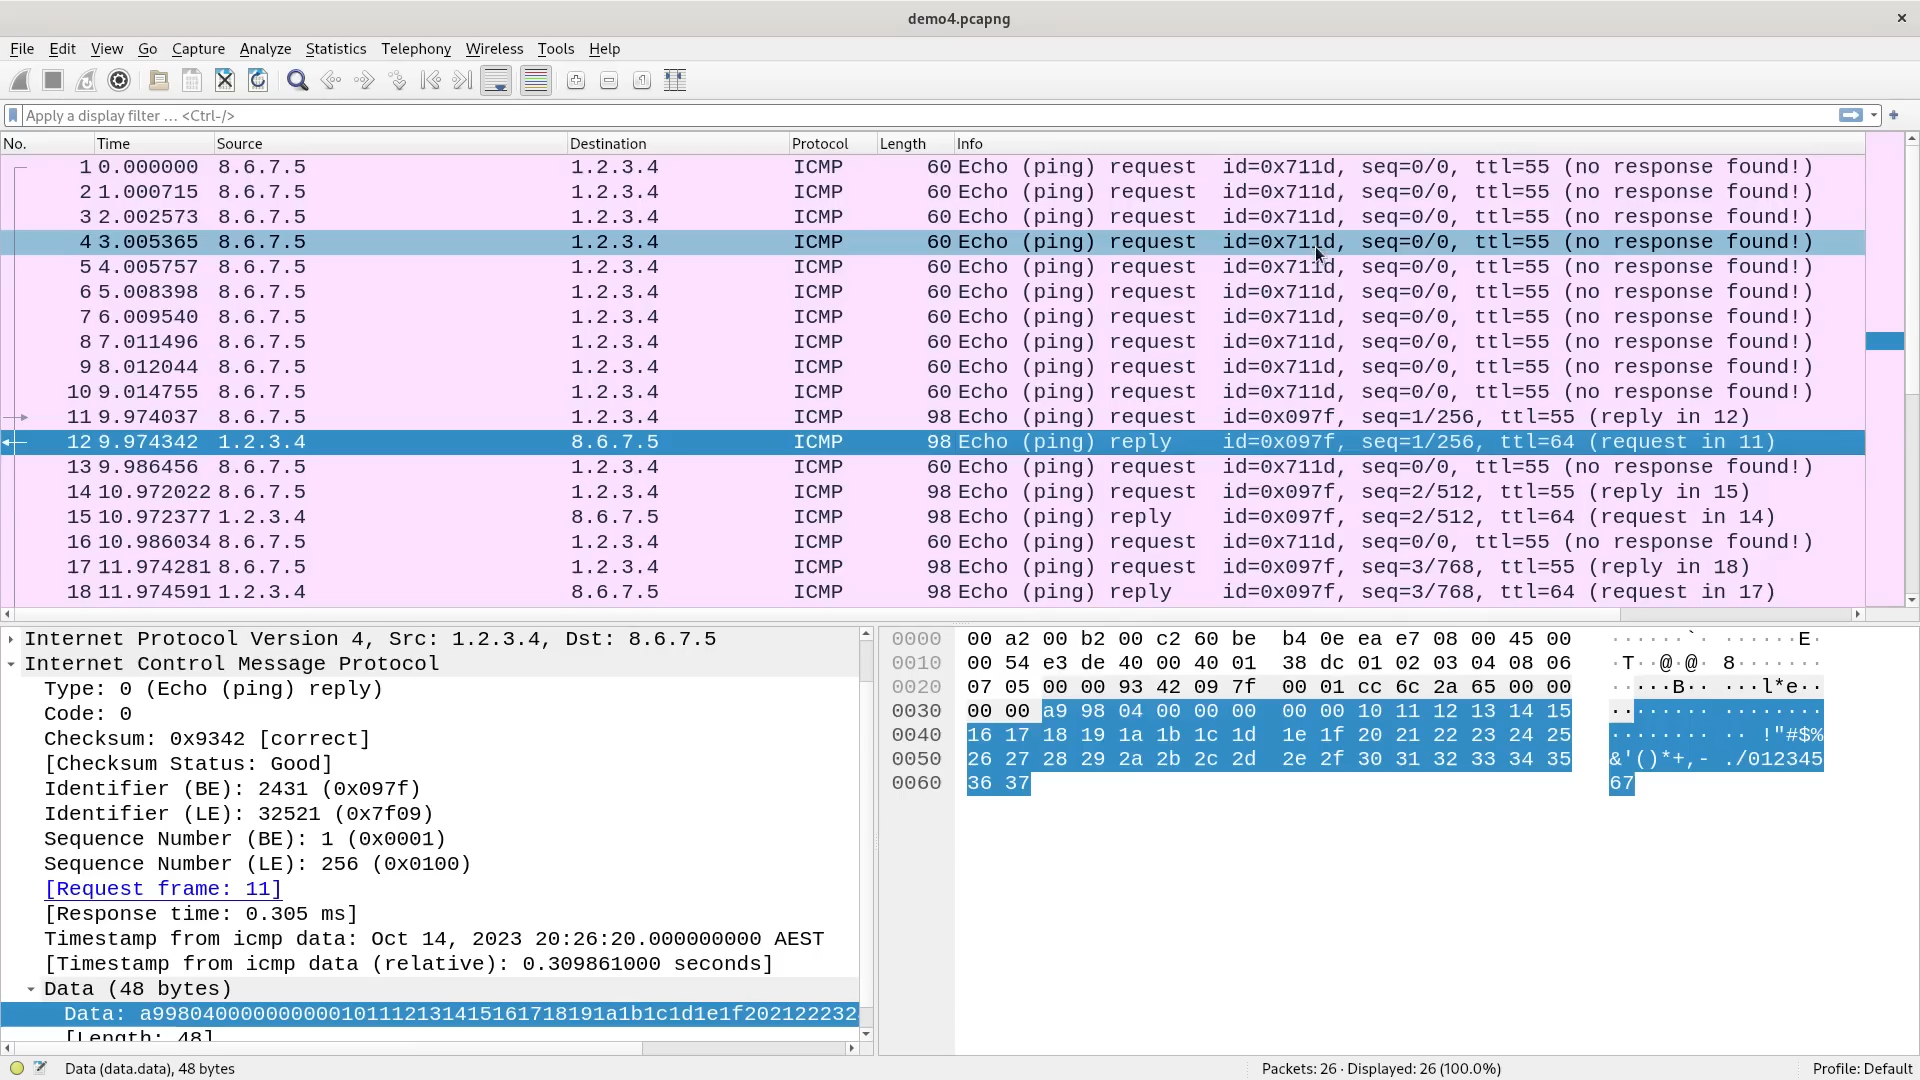 demo4.pcapng
File Edit View Go Capture Analyze Statistics Telephony Wireless Tools Help
Apply a display filter … <Ctrl-/>
No. Time Source Destination Protocol Length Info
1 0.000000 8.6.7.5 1.2.3.4 ICMP 60 Echo (ping) request id=0x711d, seq=0/0, ttl=55 (no response found!)
2 1.000715 8.6.7.5 1.2.3.4 ICMP 60 Echo (ping) request id=0x711d, seq=0/0, ttl=55 (no response found!)
3 2.002573 8.6.7.5 1.2.3.4 ICMP 60 Echo (ping) request id=0x711d, seq=0/0, ttl=55 (no response found!)
4 3.005365 8.6.7.5 1.2.3.4 ICMP 60 Echo (ping) request id=0x711d, seq=0/0, ttl=55 (no response found!)
5 4.005757 8.6.7.5 1.2.3.4 ICMP 60 Echo (ping) request id=0x711d, seq=0/0, ttl=55 (no response found!)
6 5.008398 8.6.7.5 1.2.3.4 ICMP 60 Echo (ping) request id=0x711d, seq=0/0, ttl=55 (no response found!)
7 6.009540 8.6.7.5 1.2.3.4 ICMP 60 Echo (ping) request id=0x711d, seq=0/0, ttl=55 (no response found!)
8 7.011496 8.6.7.5 1.2.3.4 ICMP 60 Echo (ping) request id=0x711d, seq=0/0, ttl=55 (no response found!)
9 8.012044 8.6.7.5 1.2.3.4 ICMP 60 Echo (ping) request id=0x711d, seq=0/0, ttl=55 (no response found!)
10 9.014755 8.6.7.5 1.2.3.4 ICMP 60 Echo (ping) request id=0x711d, seq=0/0, ttl=55 (no response found!)
11 9.974037 8.6.7.5 1.2.3.4 ICMP 98 Echo (ping) request id=0x097f, seq=1/256, ttl=55 (reply in 12)
12 9.974342 1.2.3.4 8.6.7.5 ICMP 98 Echo (ping) reply id=0x097f, seq=1/256, ttl=64 (request in 11)
13 9.986456 8.6.7.5 1.2.3.4 ICMP 60 Echo (ping) request id=0x711d, seq=0/0, ttl=55 (no response found!)
14 10.972022 8.6.7.5 1.2.3.4 ICMP 98 Echo (ping) request id=0x097f, seq=2/512, ttl=55 (reply in 15)
15 10.972377 1.2.3.4 8.6.7.5 ICMP 98 Echo (ping) reply id=0x097f, seq=2/512, ttl=64 (request in 14)
16 10.986034 8.6.7.5 1.2.3.4 ICMP 60 Echo (ping) request id=0x711d, seq=0/0, ttl=55 (no response found!)
17 11.974281 8.6.7.5 1.2.3.4 ICMP 98 Echo (ping) request id=0x097f, seq=3/768, ttl=55 (reply in 18)
18 11.974591 1.2.3.4 8.6.7.5 ICMP 98 Echo (ping) reply id=0x097f, seq=3/768, ttl=64 (request in 17)
Internet Protocol Version 4, Src: 1.2.3.4, Dst: 8.6.7.5
Internet Control Message Protocol
Type: 0 (Echo (ping) reply)
Code: 0
Checksum: 0x9342 [correct]
[Checksum Status: Good]
Identifier (BE): 2431 (0x097f)
Identifier (LE): 32521 (0x7f09)
Sequence Number (BE): 1 (0x0001)
Sequence Number (LE): 256 (0x0100)
[Request frame: 11]
[Response time: 0.305 ms]
Timestamp from icmp data: Oct 14, 2023 20:26:20.000000000 AEST
[Timestamp from icmp data (relative): 0.309861000 seconds]
Data (48 bytes)
Data: a998040000000000101112131415161718191a1b1c1d1e1f202122232
[Length: 48]
0000 00 a2 00 b2 00 c2 60 be b4 0e ea e7 08 00 45 00 ······`· ······E·
0010 00 54 e3 de 40 00 40 01 38 dc 01 02 03 04 08 06 ·T··@·@· 8·······
0020 07 05 00 00 93 42 09 7f 00 01 cc 6c 2a 65 00 00 ·····B·· ···l*e··
0030 00 00 a9 98 04 00 00 00 00 00 10 11 12 13 14 15 ········ ········
0040 16 17 18 19 1a 1b 1c 1d 1e 1f 20 21 22 23 24 25 ········ ·· !"#$%
0050 26 27 28 29 2a 2b 2c 2d 2e 2f 30 31 32 33 34 35 &'()*+,- ./012345
0060 36 37 67
Data (data.data), 48 bytes Packets: 26 · Displayed: 26 (100.0%) Profile: Default